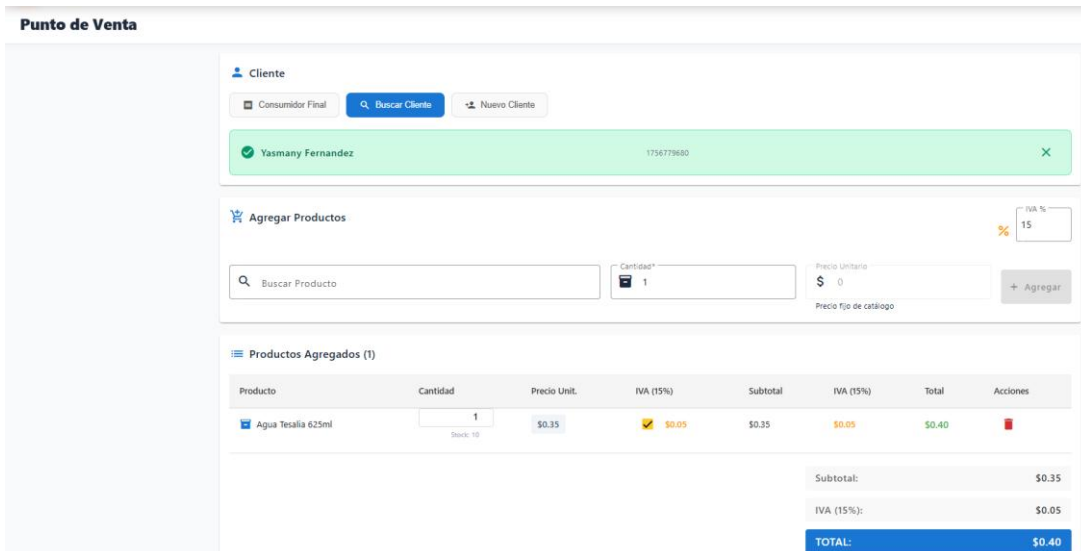 Punto de Venta
Cliente
Consumidor Final Buscar Cliente Nuevo Cliente
Yasmany Fernandez 1756779680
Agregar Productos
IVA %
% 15
Cantidad* Precio Unitario
Buscar Producto 1 $ 0 + Agregar
Precio fijo de catálogo
Productos Agregados (1)
Producto Cantidad Precio Unit. IVA (15%) Subtotal IVA (15%) Total Acciones
Agua Tesalia 625ml 1 $0.35 $0.05 $0.35 $0.05 $0.40
Stock: 10
Subtotal: $0.35
IVA (15%): $0.05
TOTAL: $0.40